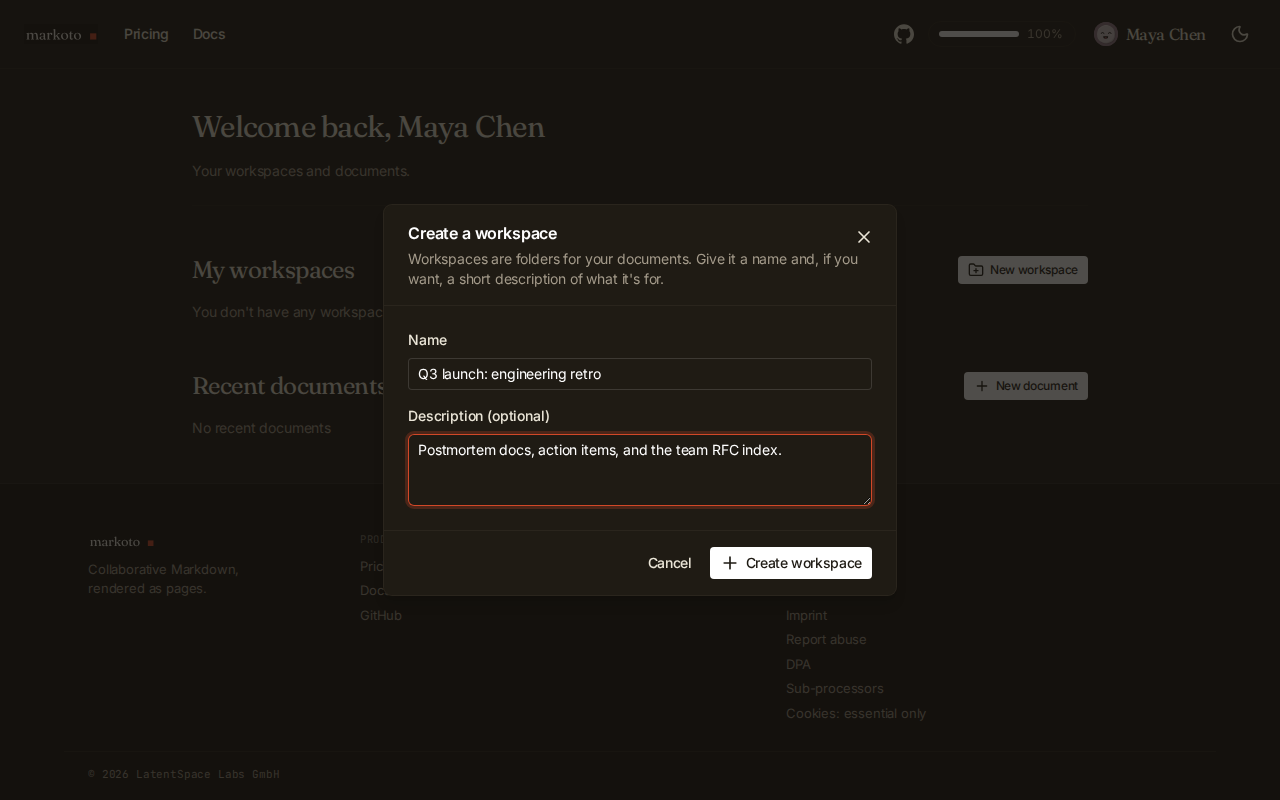 markoto
Pricing
Docs
100%
Maya Chen
Welcome back, Maya Chen
Your workspaces and documents.
My workspaces
New workspace
You don't have any workspac
Recent documents
New document
No recent documents
Create a workspace
Workspaces are folders for your documents. Give it a name and, if you
want, a short description of what it's for.
Name
Q3 launch: engineering retro
Description (optional)
Postmortem docs, action items, and the team RFC index.
Cancel
Create workspace
markoto
Collaborative Markdown,
rendered as pages.
GitHub
Imprint
Report abuse
DPA
Sub-processors
Cookies: essential only
© 2026 LatentSpace Labs GmbH